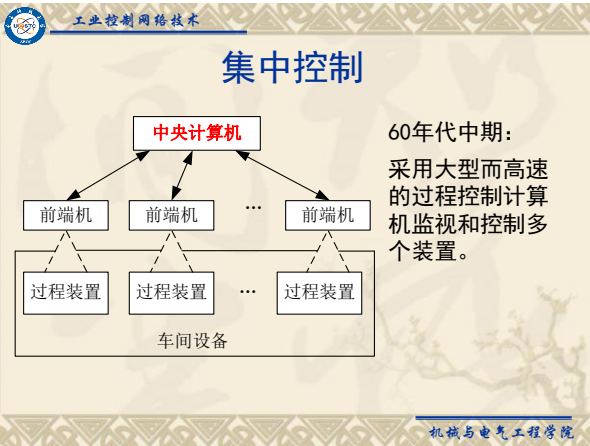 工业控制网络技术
集中控制
中央计算机
60年代中期：
采用大型而高速
的过程控制计算
机监视和控制多
个装置。
前端机
前端机
...
前端机
过程装置
过程装置
...
过程装置
车间设备
机械与电气工程学院